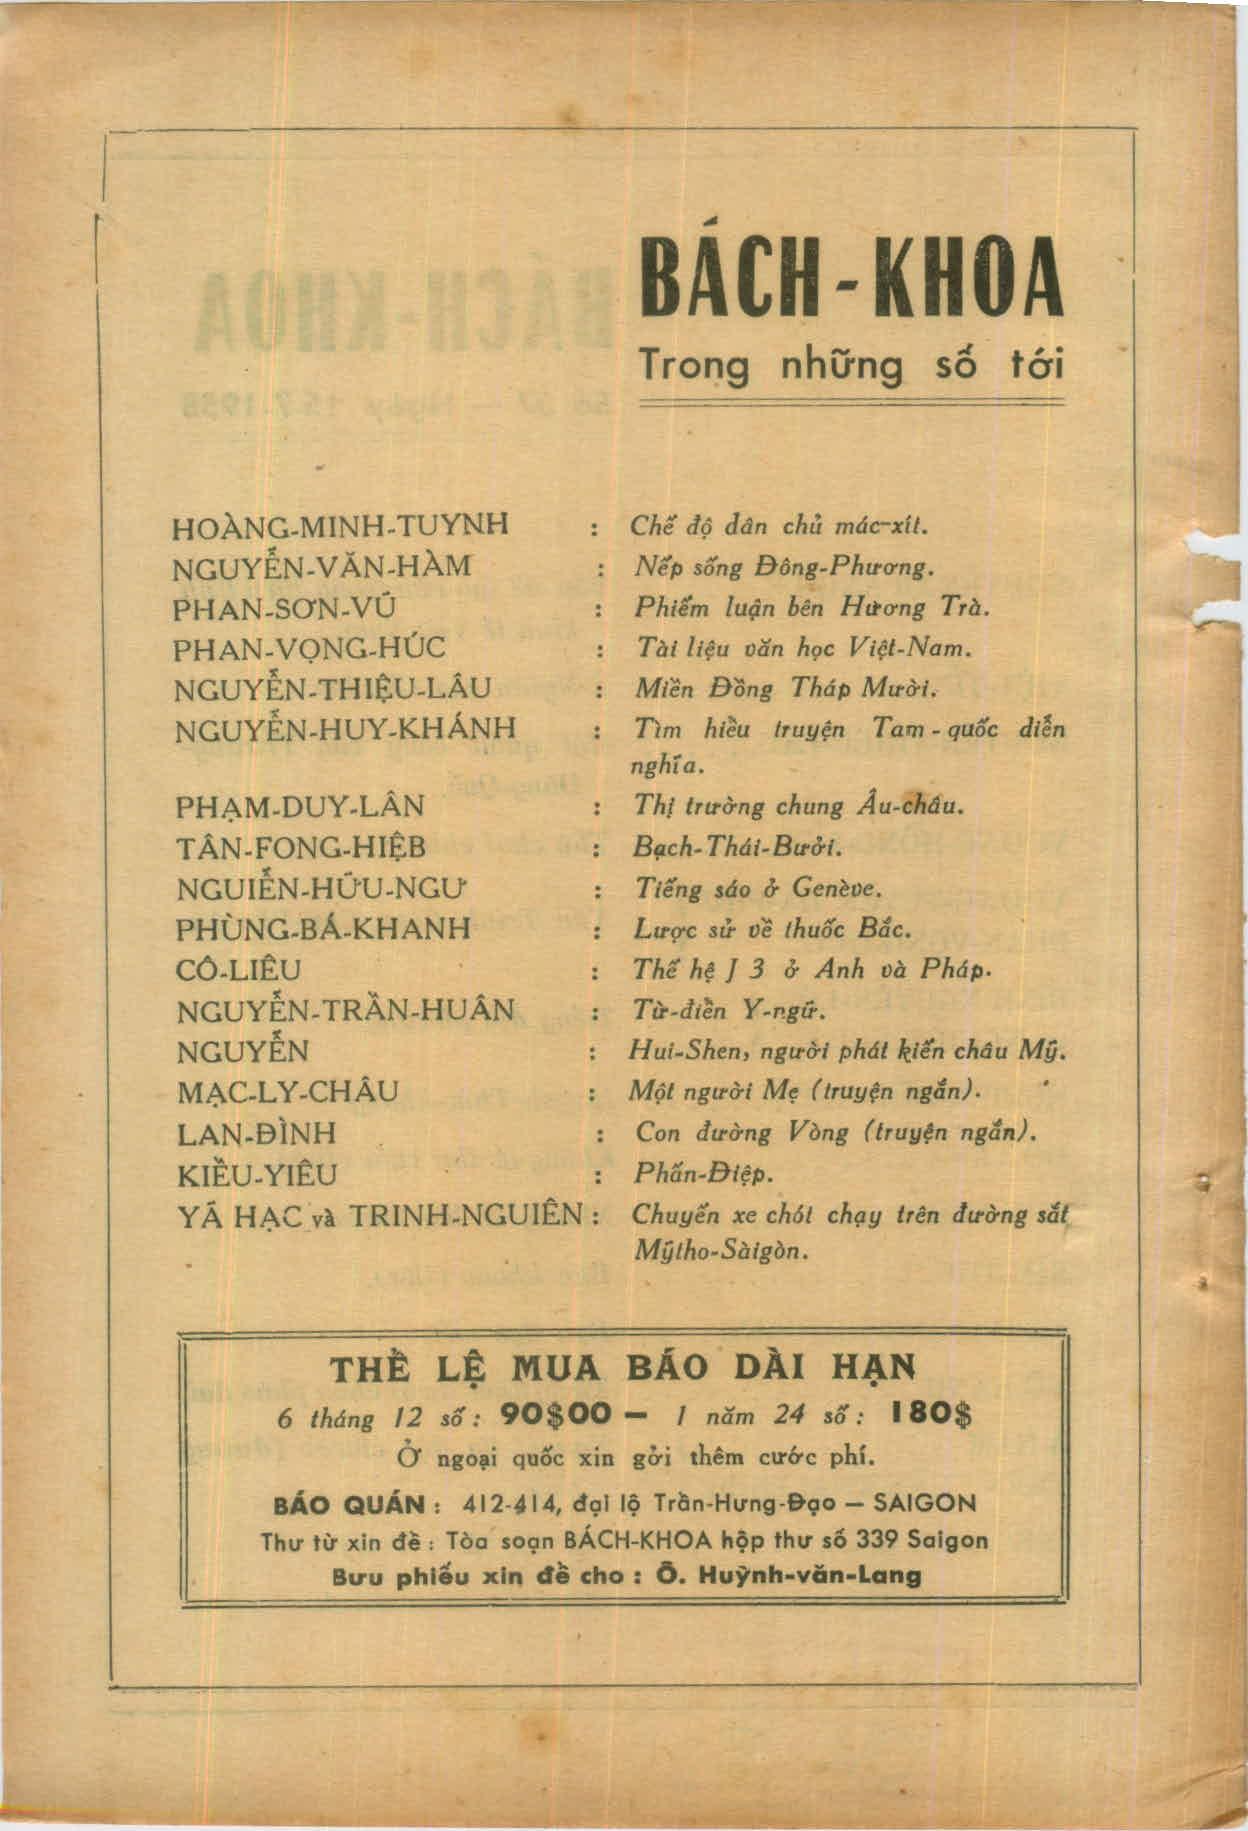 BÁCH-KHOA
Trong những số tới
HOÀNG-MINH-TUYNH : Chế độ dân chủ mác-xít.
NGUYỄN-VĂN-HÀM : Nếp sống Đông-Phương.
PHAN-SƠN-VŨ : Phiếm luận bên Hương Trà.
PHAN-VỌNG-HÚC : Tài liệu văn học Việt-Nam.
NGUYỄN-THIỆU-LÂU : Miền Đồng Tháp Mười.
NGUYỄN-HUY-KHÁNH : Tìm hiểu truyện Tam-quốc diễn
nghĩa.
PHẠM-DUY-LÂN : Thị trường chung Âu-châu.
TÂN-FONG-HIỆB : Bạch-Thái-Bưởi.
NGUIỄN-HỮU-NGƯ : Tiếng sáo ở Genève.
PHÙNG-BÁ-KHANH : Lược sử về thuốc Bắc.
CÔ-LIÊU : Thế hệ J 3 ở Anh và Pháp.
NGUYỄN-TRẦN-HUÂN : Từ-điển Y-ngữ.
NGUYỄN : Hui-Shen, người phát kiến châu Mỹ.
MẠC-LY-CHÂU : Một người Mẹ (truyện ngắn).
LAN-ĐÌNH : Con đường Vòng (truyện ngắn).
KIỀU-YIÊU : Phấn-Điệp.
YÃ HẠC và TRINH-NGUIÊN : Chuyến xe chót chạy trên đường sắt
Mỹtho-Sàigòn.
THỂ LỆ MUA BÁO DÀI HẠN
6 tháng 12 số : 90$00 — 1 năm 24 số : 180$
Ở ngoại quốc xin gởi thêm cước phí.
BÁO QUÁN : 412-414, đại lộ Trần-Hưng-Đạo — SAIGON
Thư từ xin đề : Tòa soạn BÁCH-KHOA hộp thư số 339 Saigon
Bưu phiếu xin đề cho : Ô. Huỳnh-văn-Lang